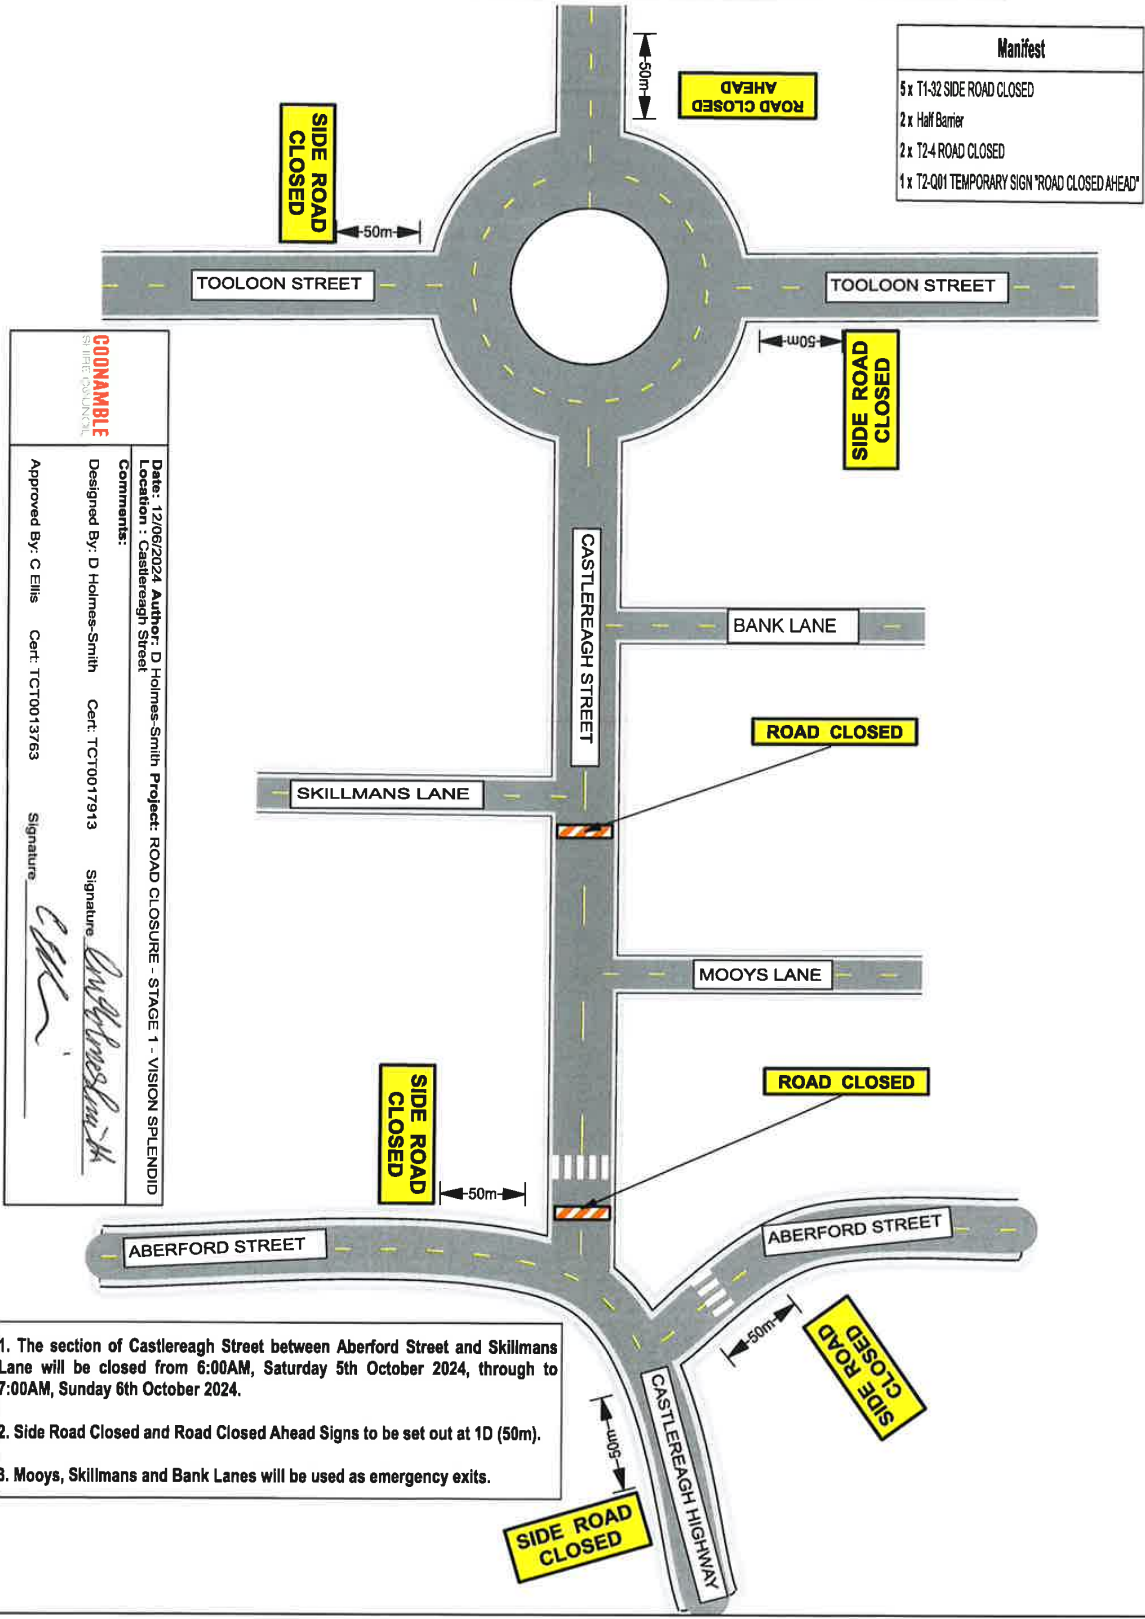 Manifest
5 x T1-32 SIDE ROAD CLOSED
2 x Half Barrier
2 x T2-4 ROAD CLOSED
1 x T2-Q01 TEMPORARY SIGN "ROAD CLOSED AHEAD"
50m
ROAD CLOSED
AHEAD
SIDE ROAD
CLOSED
50m
TOOLOON STREET
TOOLOON STREET
50m
SIDE ROAD
CLOSED
CASTLEREAGH STREET
BANK LANE
ROAD CLOSED
SKILLMANS LANE
MOOYS LANE
ROAD CLOSED
SIDE ROAD
CLOSED
50m
ABERFORD STREET
ABERFORD STREET
50m
SIDE ROAD
CLOSED
CASTLEREAGH HIGHWAY
50m
SIDE ROAD
CLOSED
COONAMBLE
SHIRE COUNCIL
Date: 12/06/2024 Author: D Holmes-Smith Project: ROAD CLOSURE - STAGE 1 - VISION SPLENDID
Location : Castlereagh Street
Comments:
Designed By: D Holmes-Smith Cert: TCT0017913 Signature
Approved By: C Ellis Cert: TCT0013763 Signature
1. The section of Castlereagh Street between Aberford Street and Skillmans
Lane will be closed from 6:00AM, Saturday 5th October 2024, through to
7:00AM, Sunday 6th October 2024.
2. Side Road Closed and Road Closed Ahead Signs to be set out at 1D (50m).
3. Mooys, Skillmans and Bank Lanes will be used as emergency exits.